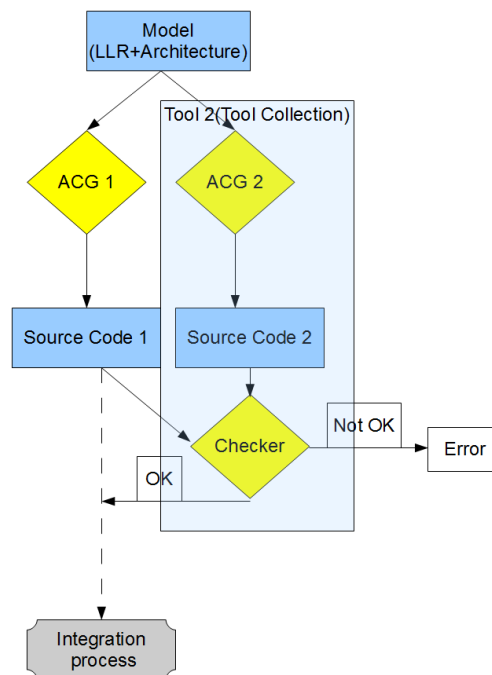 Model
(LLR+Architecture)
Tool 2(Tool Collection)
ACG 1
ACG 2
Source Code 1
Source Code 2
Checker
Not OK
Error
OK
Integration
process